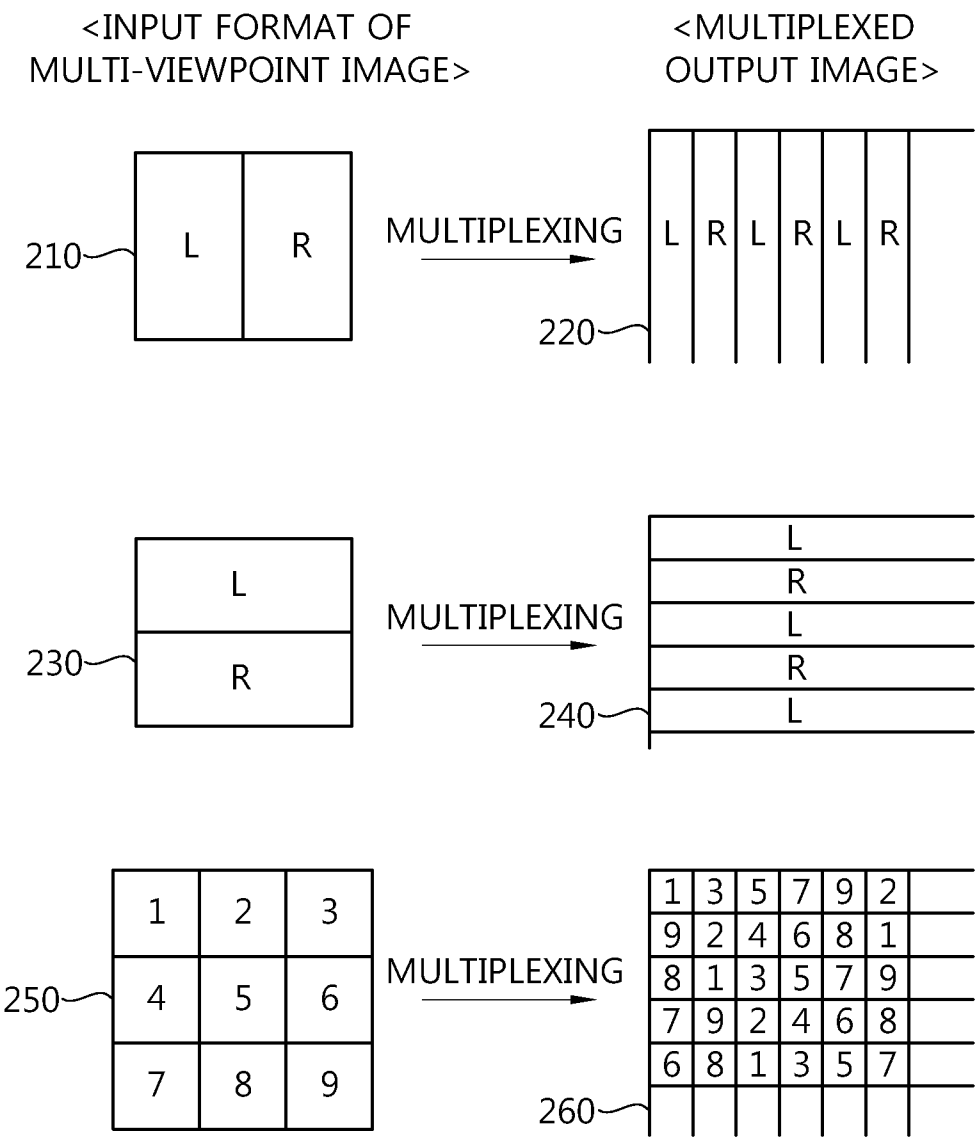 <INPUT FORMAT OF
MULTI-VIEWPOINT IMAGE>
<MULTIPLEXED
OUTPUT IMAGE>
210
L R
MULTIPLEXING
L R L R L R
220
230
L
R
MULTIPLEXING
L
R
L
R
L
240
250
1 2 3
4 5 6
7 8 9
MULTIPLEXING
1 3 5 7 9 2
9 2 4 6 8 1
8 1 3 5 7 9
7 9 2 4 6 8
6 8 1 3 5 7
260